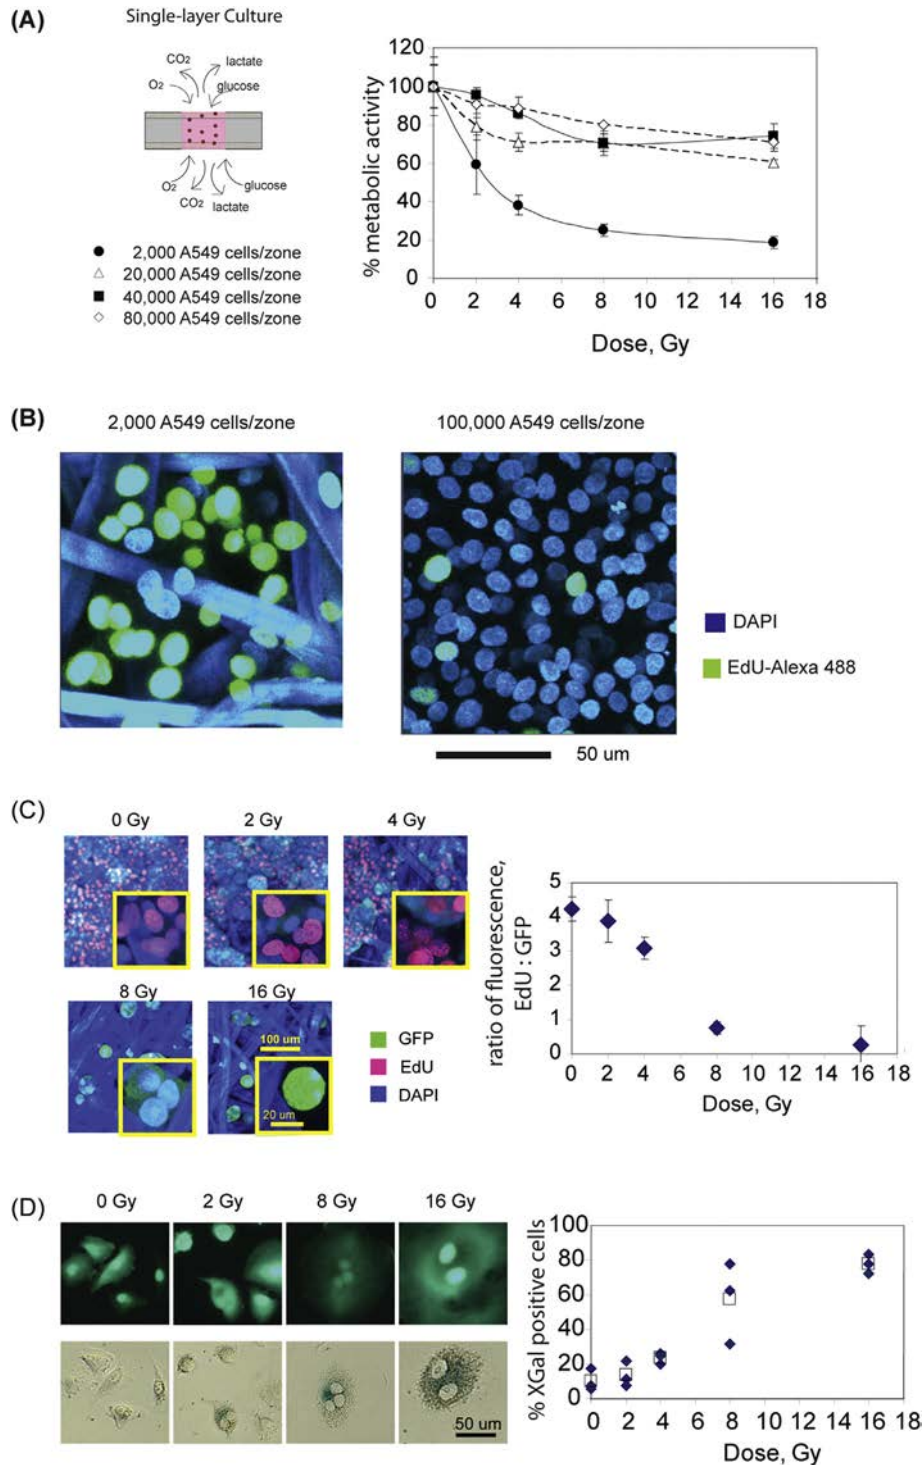 (A)
Single-layer Culture
CO2
lactate
O2
glucose
O2
glucose
CO2
lactate
2,000 A549 cells/zone
20,000 A549 cells/zone
40,000 A549 cells/zone
80,000 A549 cells/zone
% metabolic activity
120
100
80
60
40
20
0
0 2 4 6 8 10 12 14 16 18
Dose, Gy
(B)
2,000 A549 cells/zone
100,000 A549 cells/zone
DAPI
EdU-Alexa 488
50 um
(C)
0 Gy
2 Gy
4 Gy
8 Gy
16 Gy
100 um
20 um
GFP
EdU
DAPI
ratio of fluorescence,
EdU : GFP
5
4
3
2
1
0
0 2 4 6 8 10 12 14 16 18
Dose, Gy
(D)
0 Gy
2 Gy
8 Gy
16 Gy
50 um
% XGal positive cells
100
80
60
40
20
0
0 2 4 6 8 10 12 14 16 18
Dose, Gy